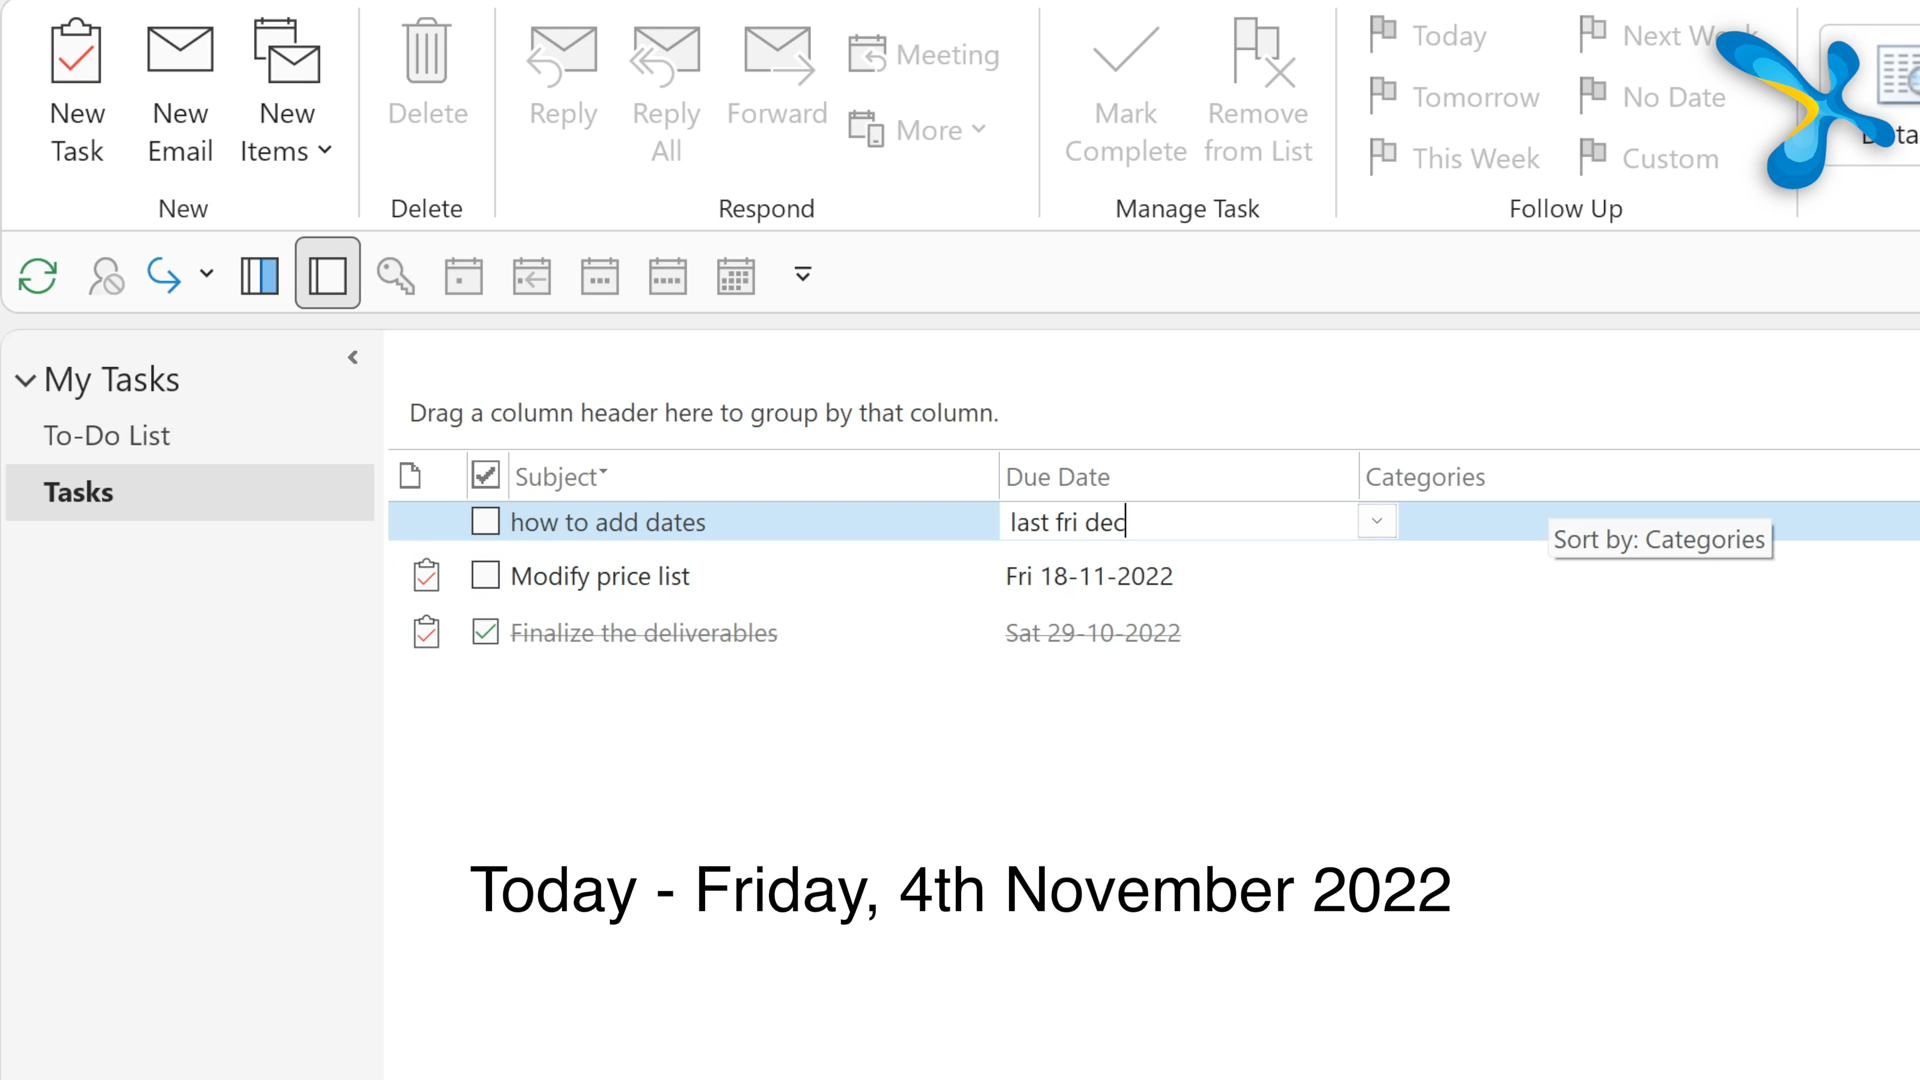 New Task
New Email
New Items
Delete
Reply
Reply All
Forward
Meeting
More
Mark Complete
Remove from List
Today
Tomorrow
This Week
No Date
Custom
New
Delete
Respond
Manage Task
Follow Up
My Tasks
To-Do List
Tasks
Drag a column header here to group by that column.
Subject
Due Date
Categories
how to add dates
last fri dec
Sort by: Categories
Modify price list
Fri 18-11-2022
Finalize the deliverables
Sat 29-10-2022
Today - Friday, 4th November 2022